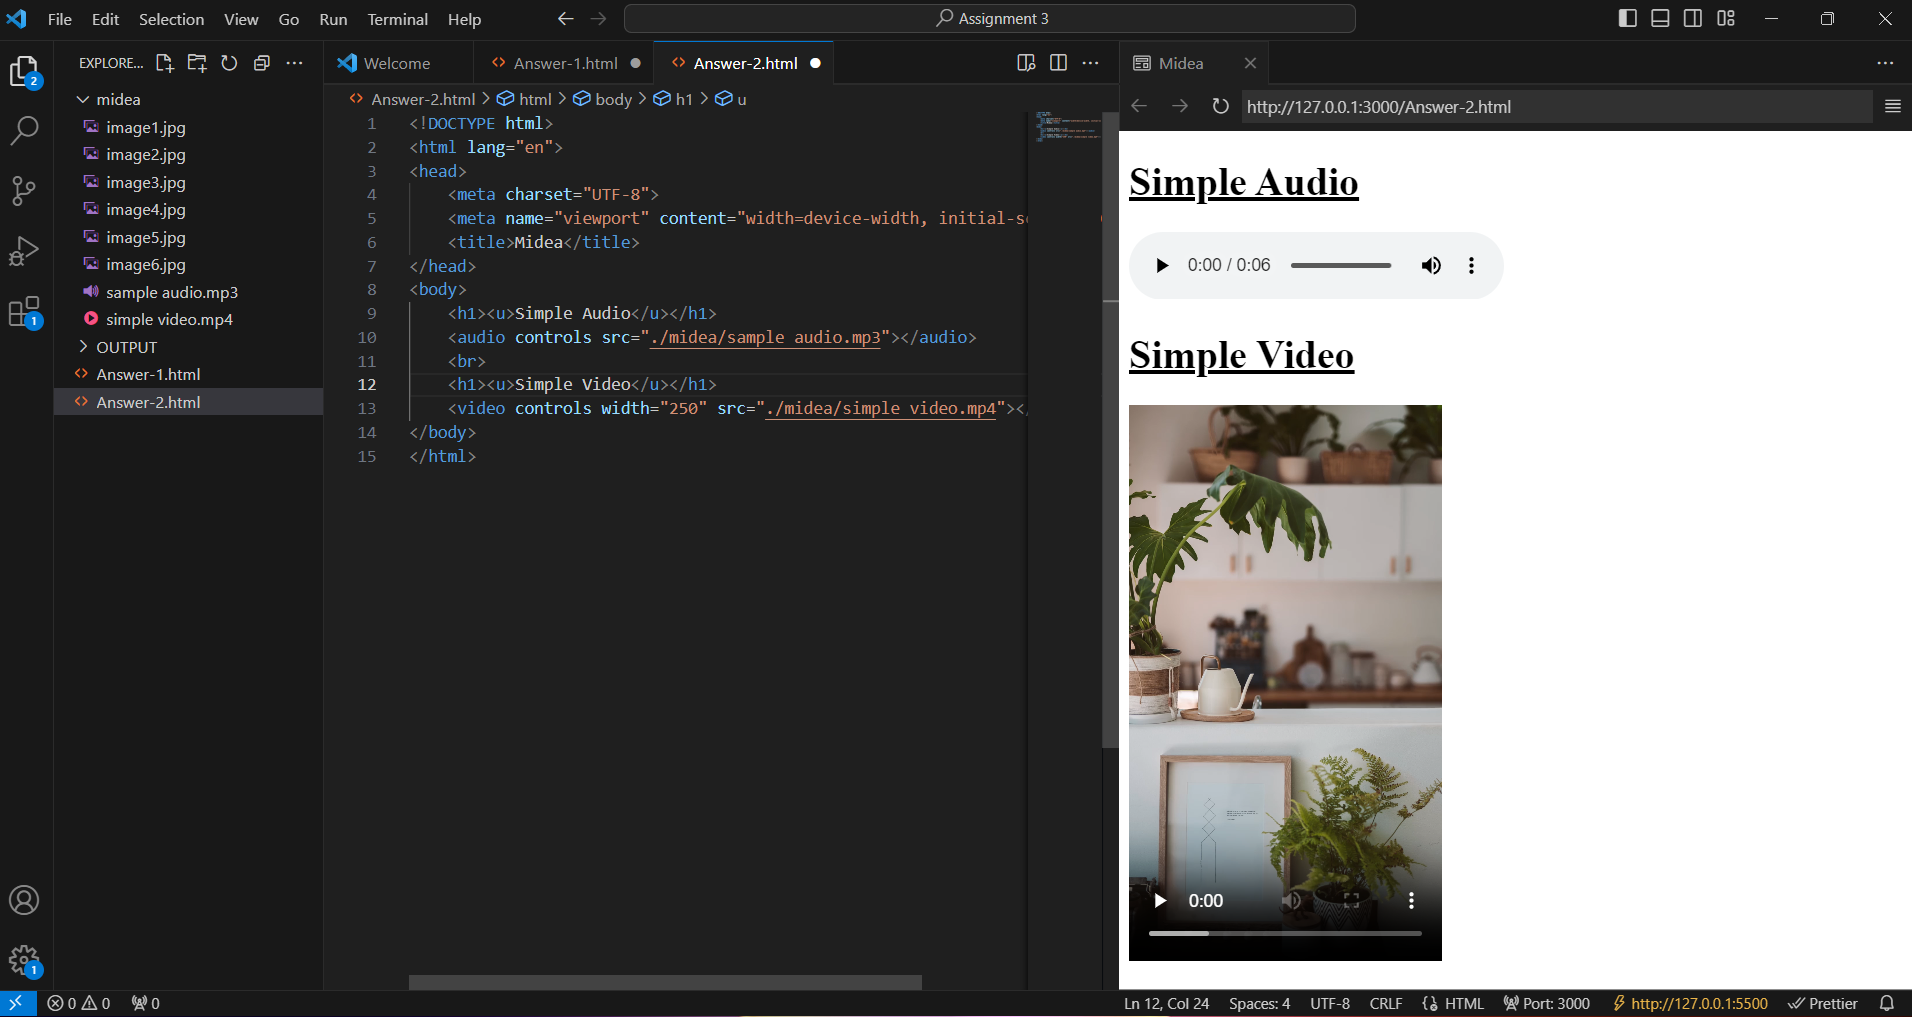 File Edit Selection View Go Run Terminal Help
Assignment 3
EXPLORE...
midea
image1.jpg
image2.jpg
image3.jpg
image4.jpg
image5.jpg
image6.jpg
sample audio.mp3
simple video.mp4
OUTPUT
Answer-1.html
Answer-2.html
2
1
1
Welcome Answer-1.html Answer-2.html
Answer-2.html > html > body > h1 > u
1 <!DOCTYPE html>
2 <html lang="en">
3 <head>
4 <meta charset="UTF-8">
5 <meta name="viewport" content="width=device-width, initial-sc
6 <title>Midea</title>
7 </head>
8 <body>
9 <h1><u>Simple Audio</u></h1>
10 <audio controls src="./midea/sample audio.mp3"></audio>
11 <br>
12 <h1><u>Simple Video</u></h1>
13 <video controls width="250" src="./midea/simple video.mp4"></
14 </body>
15 </html>
Midea
http://127.0.0.1:3000/Answer-2.html
Simple Audio
0:00 / 0:06
Simple Video
0:00
0 0 0
Ln 12, Col 24 Spaces: 4 UTF-8 CRLF HTML Port: 3000 http://127.0.0.1:5500 Prettier